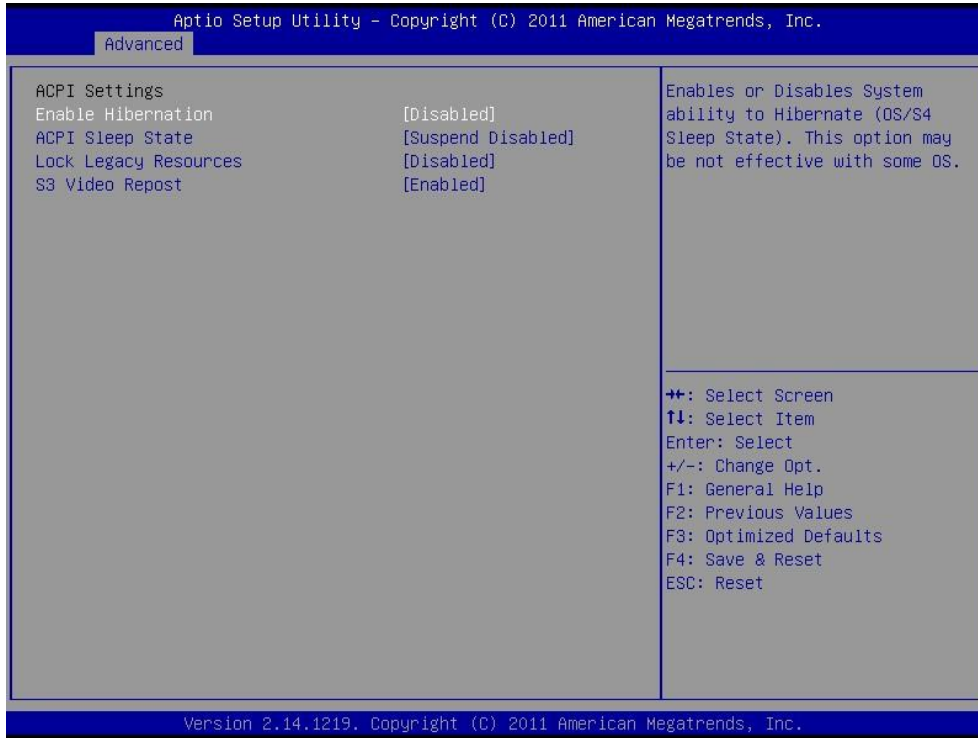 Aptio Setup Utility – Copyright (C) 2011 American Megatrends, Inc.
Advanced
ACPI Settings
Enable Hibernation [Disabled]
ACPI Sleep State [Suspend Disabled]
Lock Legacy Resources [Disabled]
S3 Video Repost [Enabled]
Enables or Disables System
ability to Hibernate (OS/S4
Sleep State). This option may
be not effective with some OS.
→←: Select Screen
↑↓: Select Item
Enter: Select
+/-: Change Opt.
F1: General Help
F2: Previous Values
F3: Optimized Defaults
F4: Save & Reset
ESC: Reset
Version 2.14.1219. Copyright (C) 2011 American Megatrends, Inc.